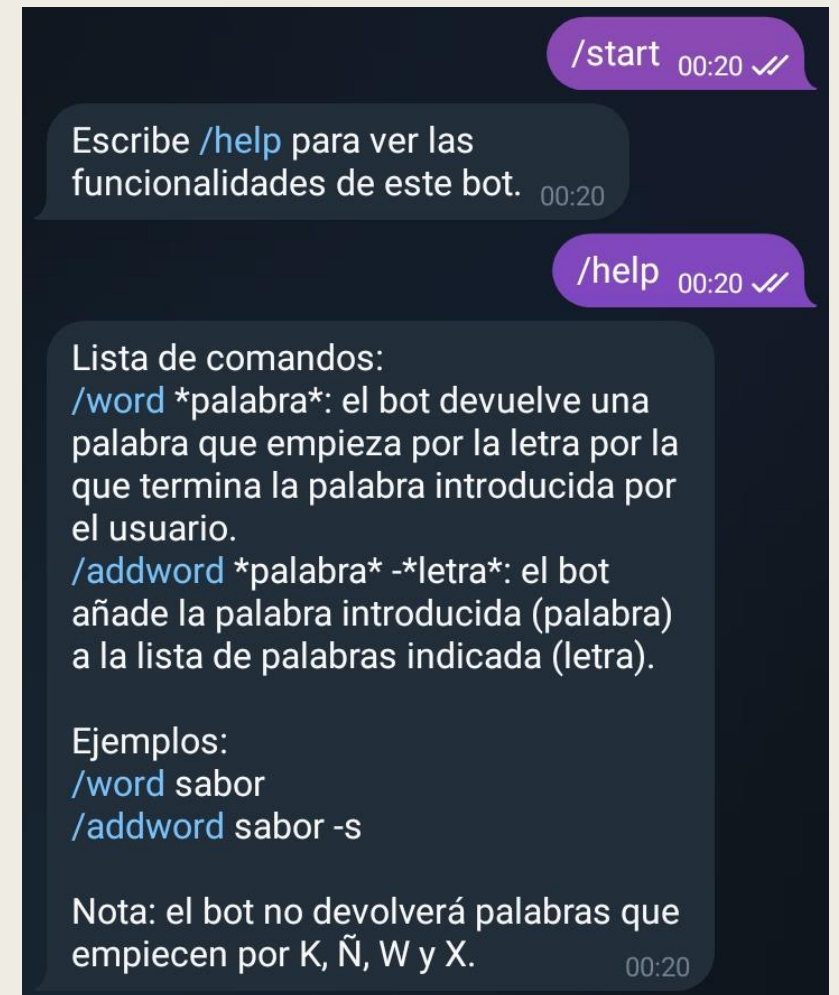 /start 00:20
Escribe /help para ver las
funcionalidades de este bot. 00:20
/help 00:20
Lista de comandos:
/word *palabra*: el bot devuelve una
palabra que empieza por la letra por la
que termina la palabra introducida por
el usuario.
/addword *palabra* -*letra*: el bot
añade la palabra introducida (palabra)
a la lista de palabras indicada (letra).
Ejemplos:
/word sabor
/addword sabor -s
Nota: el bot no devolverá palabras que
empiecen por K, Ñ, W y X. 00:20